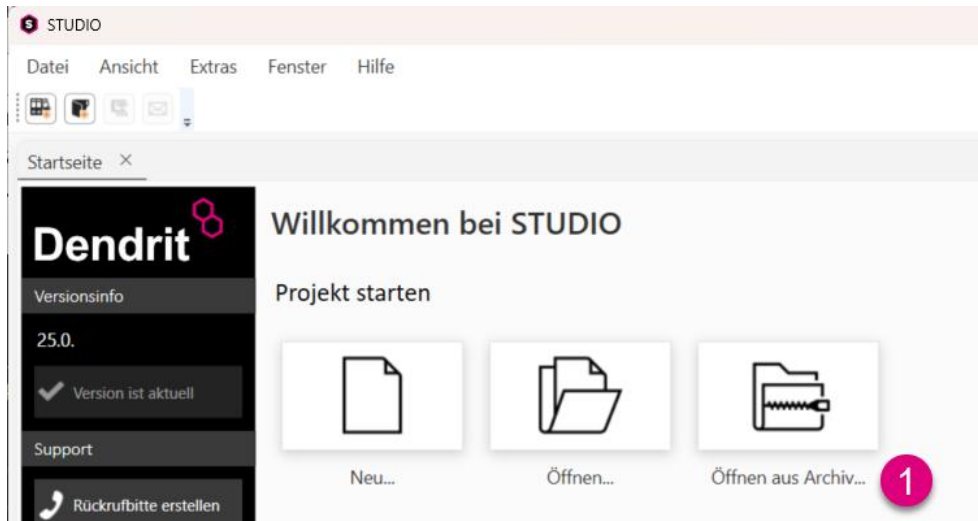 STUDIO
Datei Ansicht Extras Fenster Hilfe
Startseite
Dendrit
Willkommen bei STUDIO
Versionsinfo
Projekt starten
25.0.
Version ist aktuell
Support
Neu... Öffnen... Öffnen aus Archiv... 1
Rückrufbitte erstellen